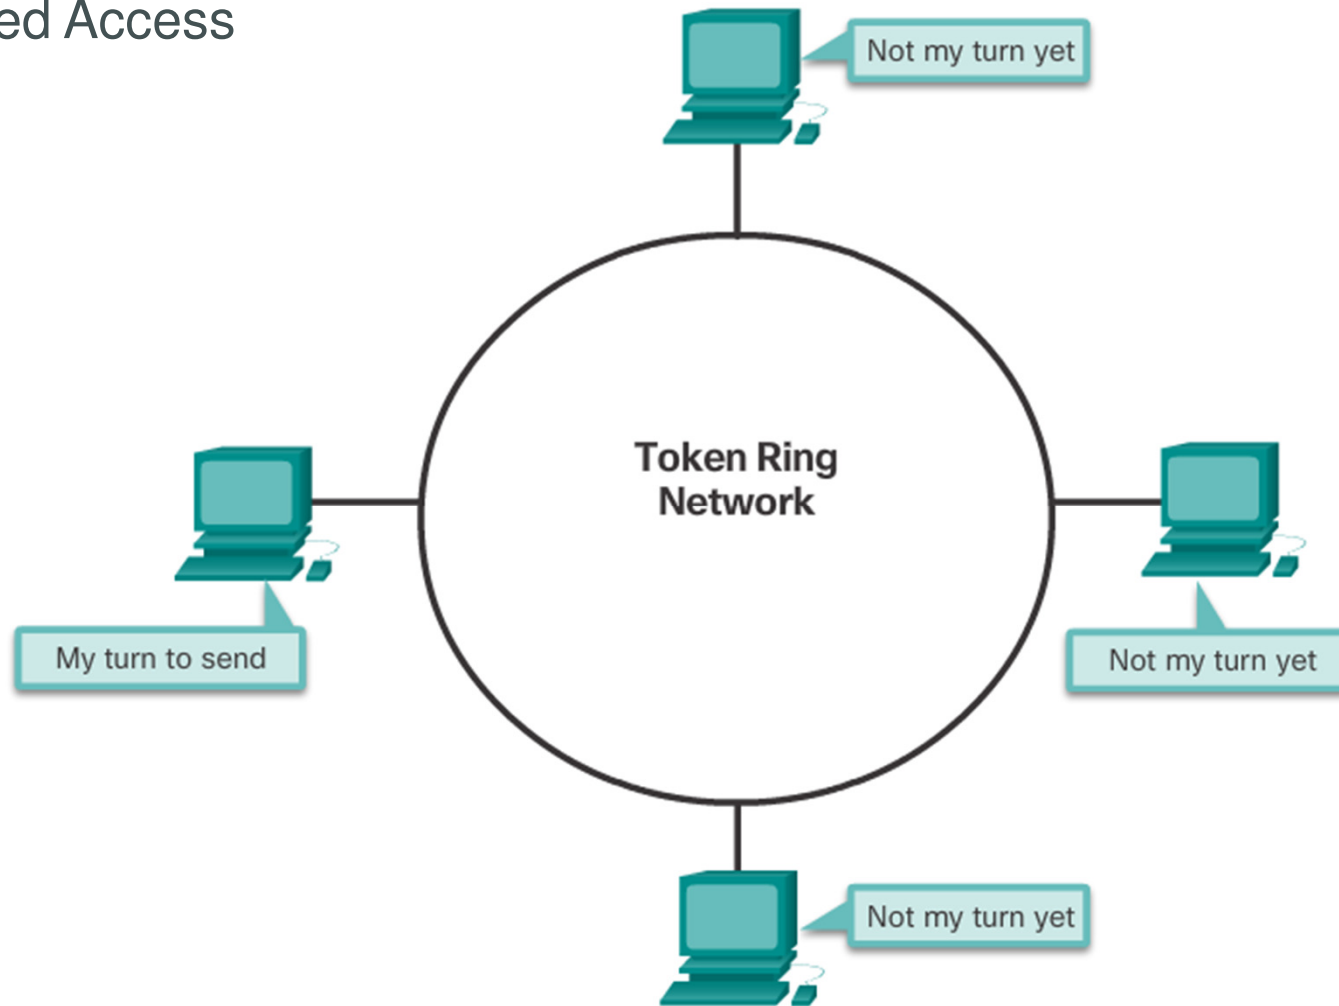 ed Access
Not my turn yet
Token Ring
Network
My turn to send
Not my turn yet
Not my turn yet